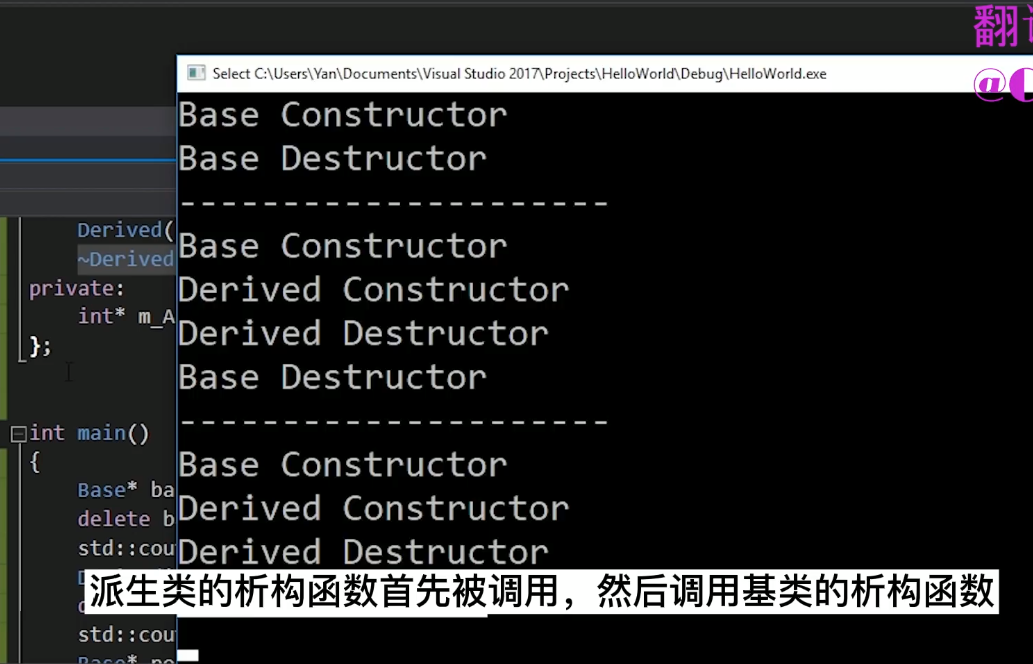 Select C:\Users\Yan\Documents\Visual Studio 2017\Projects\HelloWorld\Debug\HelloWorld.exe
Base Constructor
Base Destructor
---------------------
Base Constructor
Derived Constructor
Derived Destructor
Base Destructor
---------------------
Base Constructor
Derived Constructor
Derived Destructor
Derived(
~Derived
private:
int* m_A
};
int main()
{
Base* ba
delete b
std::cou
std::cou
派生类的析构函数首先被调用，然后调用基类的析构函数
翻
@